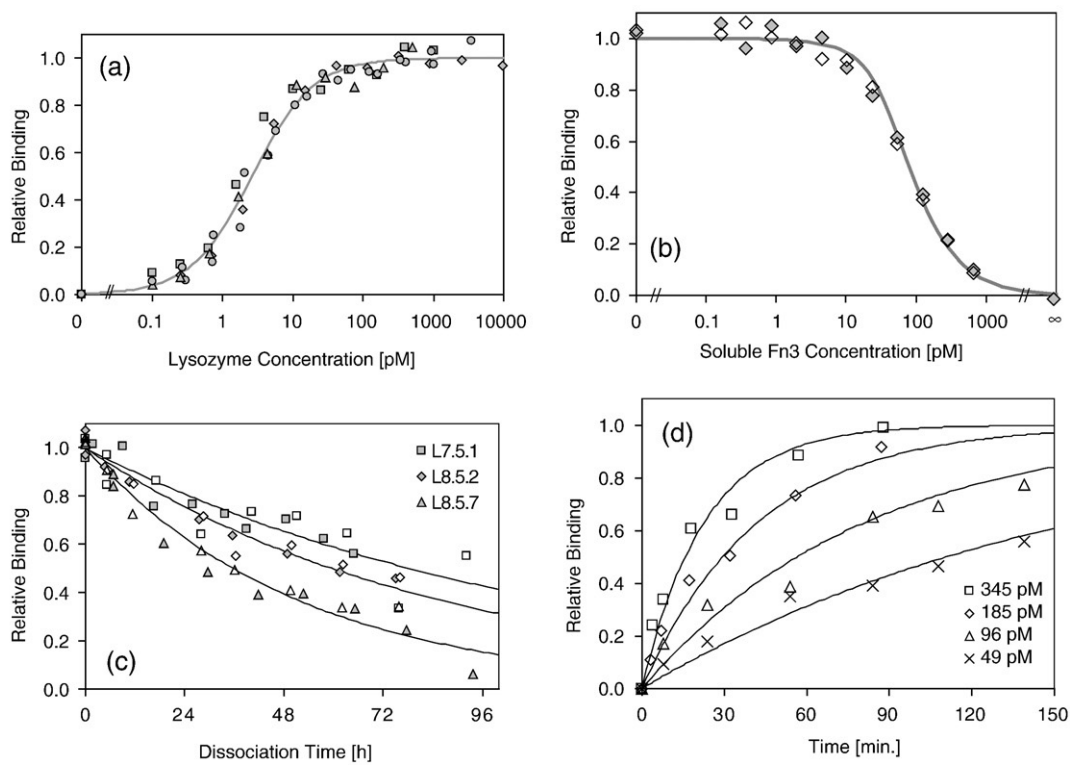 (a)
Relative Binding
1.0
0.8
0.6
0.4
0.2
0.0
0 // 0.1 1 10 100 1000 10000
Lysozyme Concentration [pM]
(b)
Relative Binding
1.0
0.8
0.6
0.4
0.2
0.0
0 // 0.1 1 10 100 1000 // ∞
Soluble Fn3 Concentration [pM]
(c)
Relative Binding
1.0
0.8
0.6
0.4
0.2
0.0
L7.5.1
L8.5.2
L8.5.7
0 24 48 72 96
Dissociation Time [h]
(d)
Relative Binding
1.0
0.8
0.6
0.4
0.2
0.0
345 pM
185 pM
96 pM
49 pM
0 30 60 90 120 150
Time [min.]